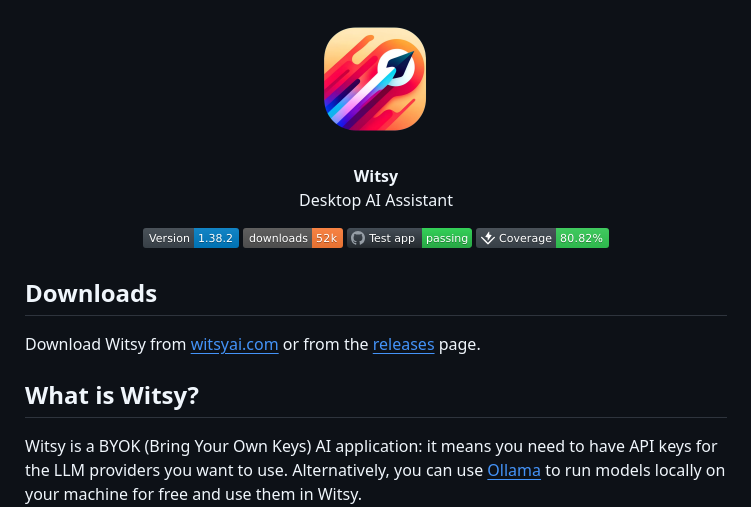 Witsy
Desktop AI Assistant
Version 1.38.2 downloads 52k Test app passing Coverage 80.82%
Downloads
Download Witsy from witsyai.com or from the releases page.
What is Witsy?
Witsy is a BYOK (Bring Your Own Keys) AI application: it means you need to have API keys for
the LLM providers you want to use. Alternatively, you can use Ollama to run models locally on
your machine for free and use them in Witsy.